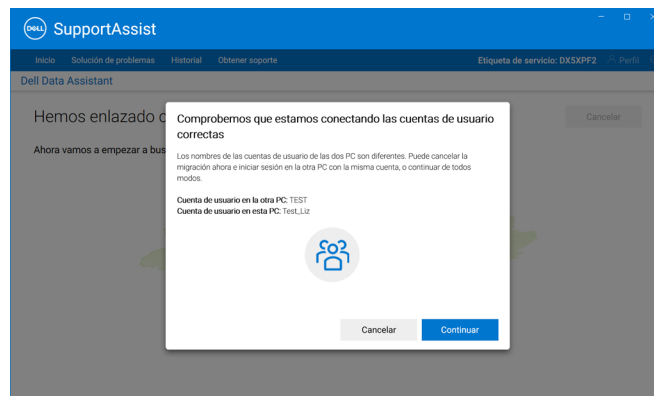 DELL SupportAssist
Inicio Solución de problemas Historial Obtener soporte Etiqueta de servicio: DX5XPF2 Perfil
Dell Data Assistant
Hemos enlazado
Cancelar
Ahora vamos a empezar a bus
Comprobemos que estamos conectando las cuentas de usuario
correctas
Los nombres de las cuentas de usuario de las dos PC son diferentes. Puede cancelar la
migración ahora e iniciar sesión en la otra PC con la misma cuenta, o continuar de todos
modos.
Cuenta de usuario en la otra PC: TEST
Cuenta de usuario en esta PC: Test_Liz
Cancelar Continuar